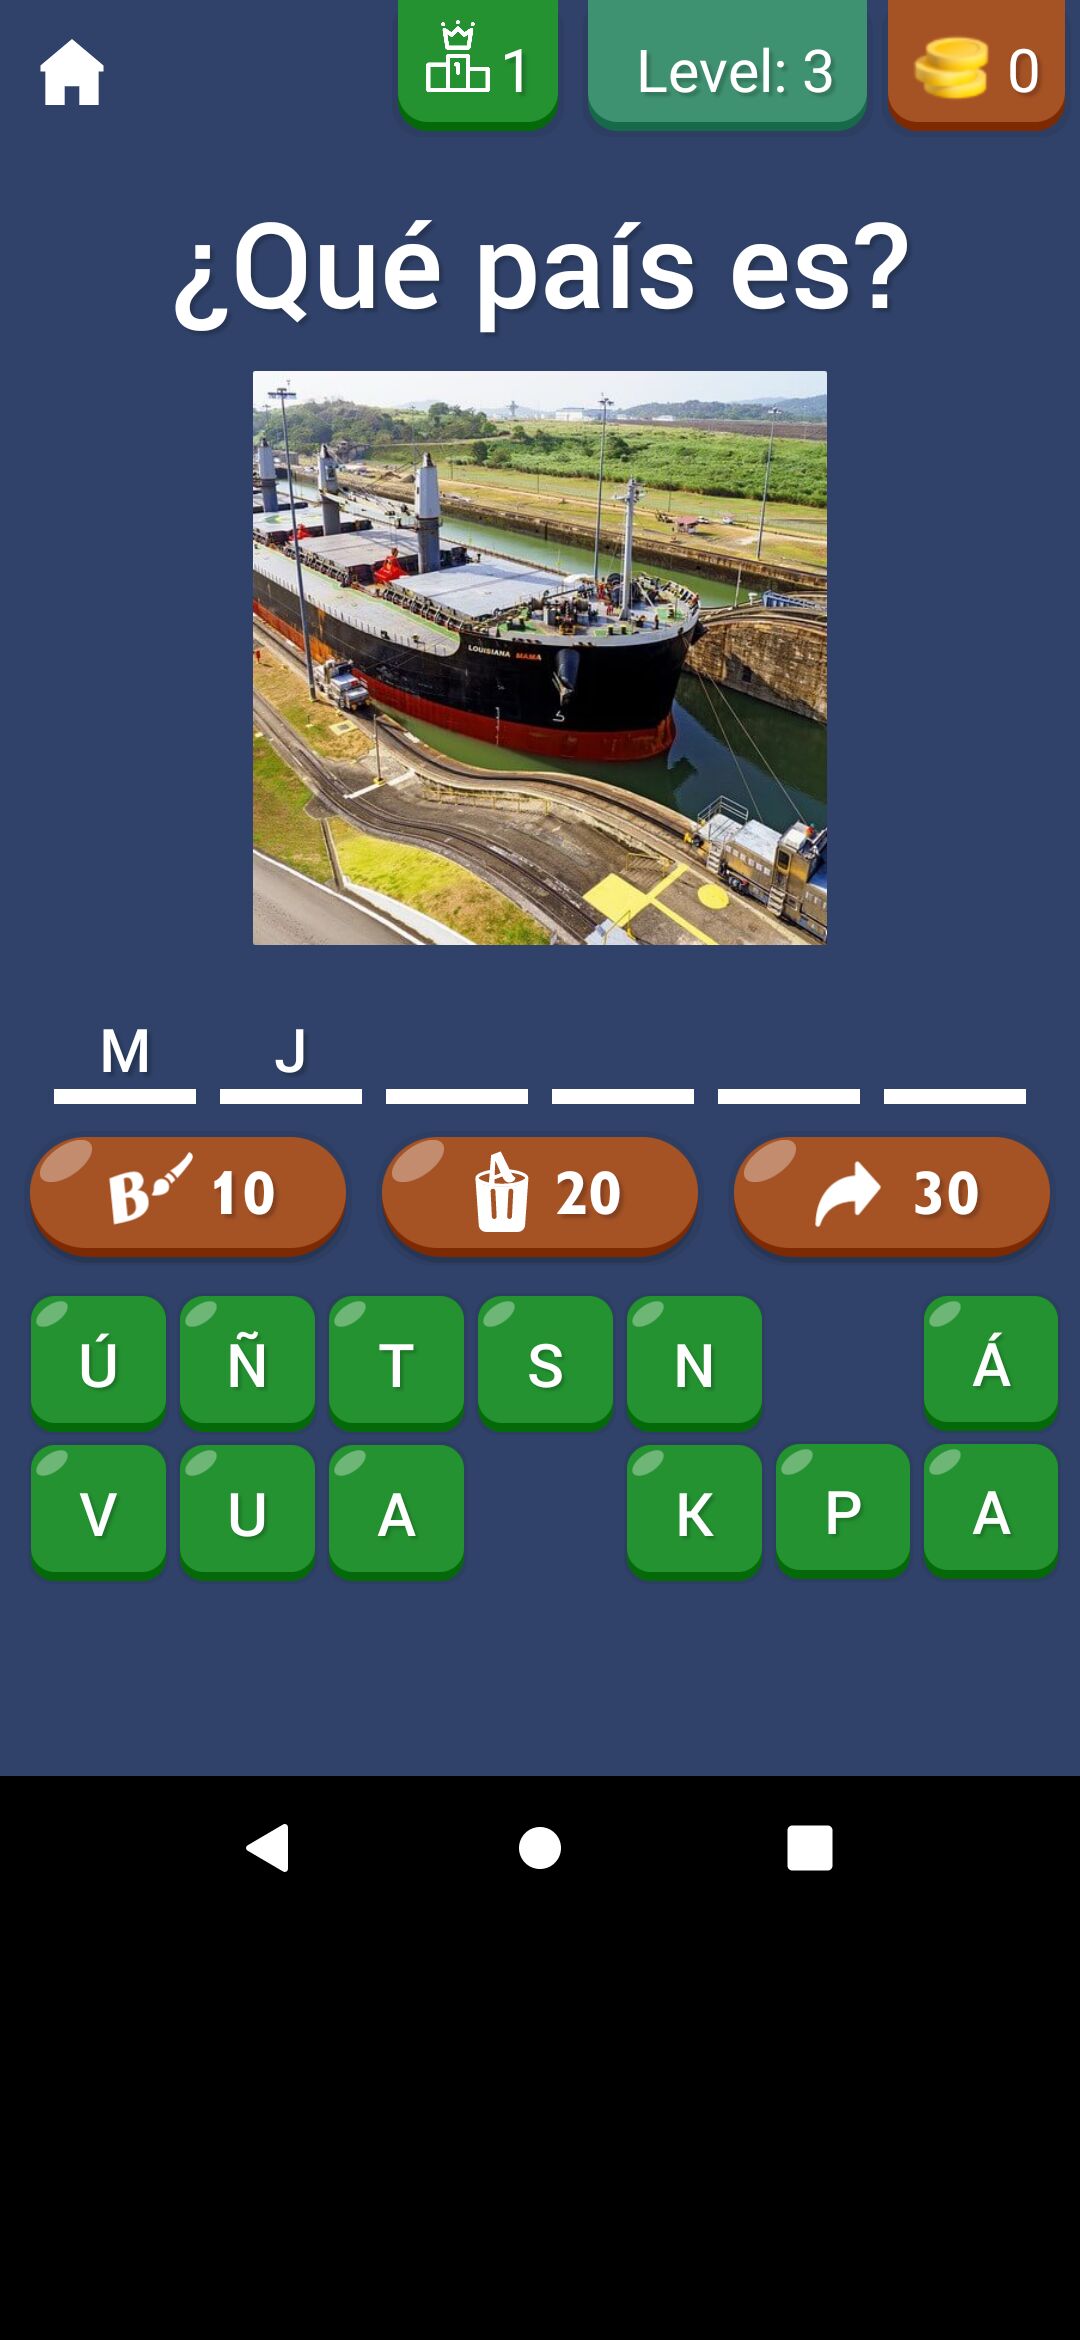 1 Level: 3 0
¿Qué país es?
LOUISIANA MAMA
M J
B 10 20 30
Ú Ñ T S N Á
V U A K P A